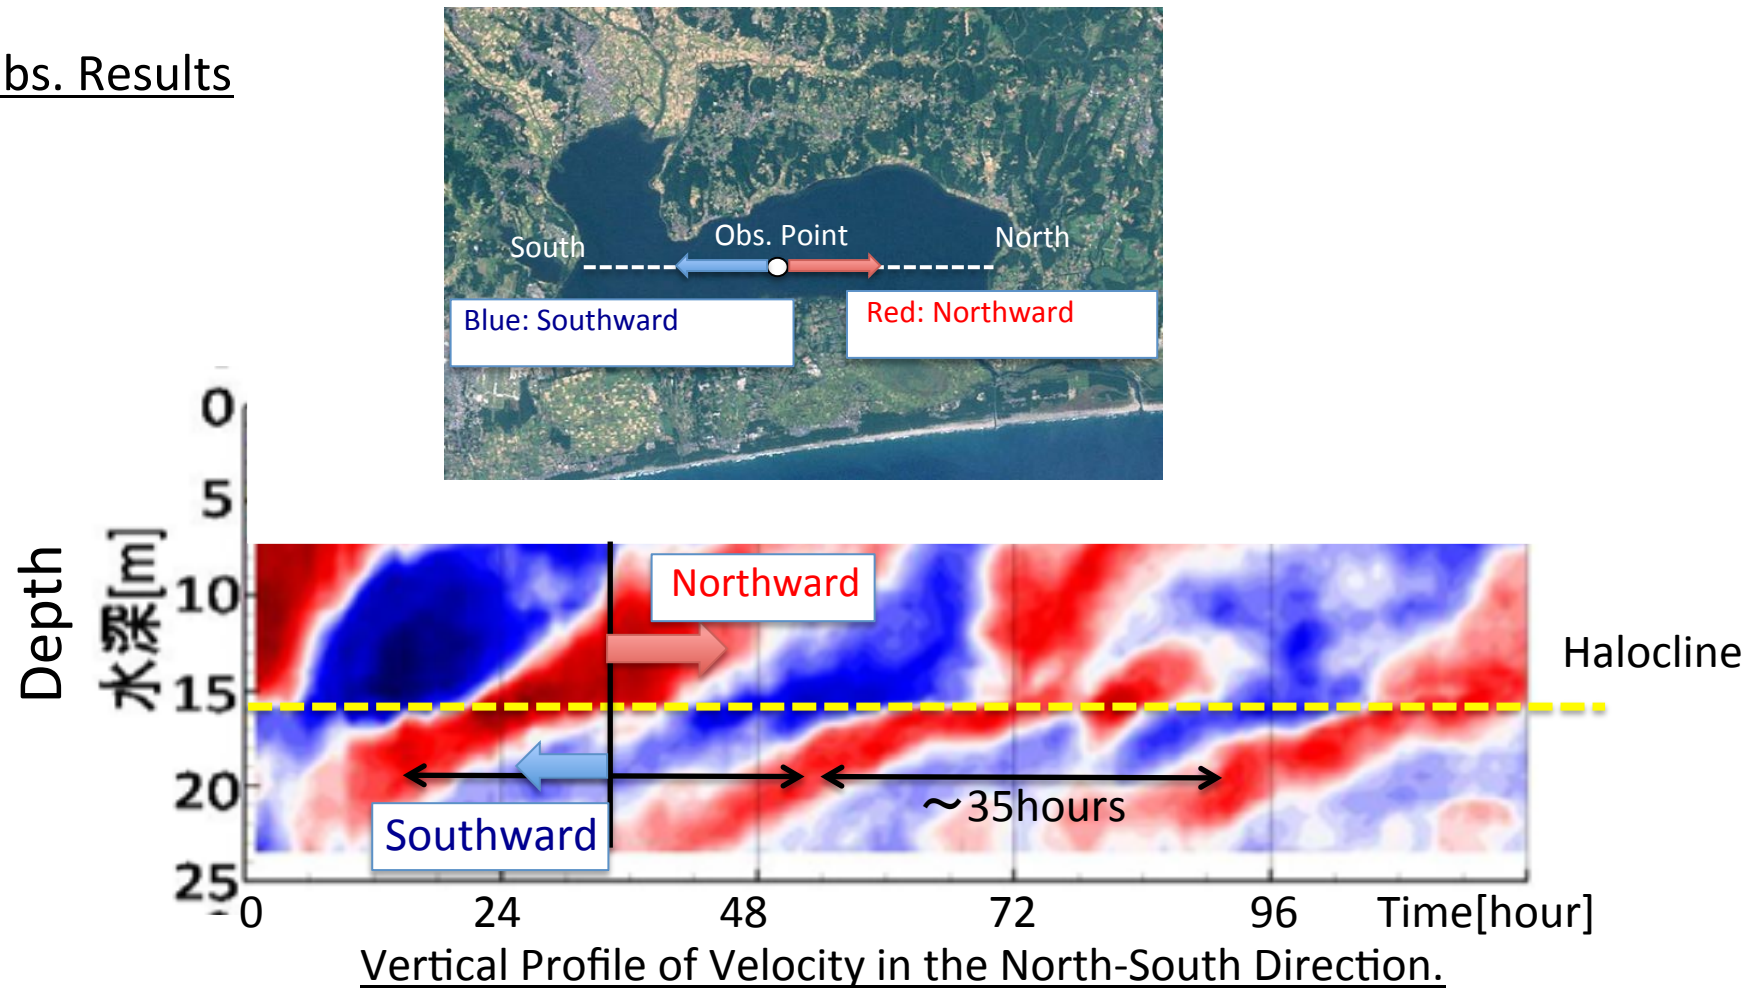 bs. Results
South
Obs. Point
North
Blue: Southward
Red: Northward
0
5
10
15
20
25
Depth
水深[m]
Northward
Halocline
Southward
～35hours
0 24 48 72 96 Time[hour]
Vertical Profile of Velocity in the North-South Direction.